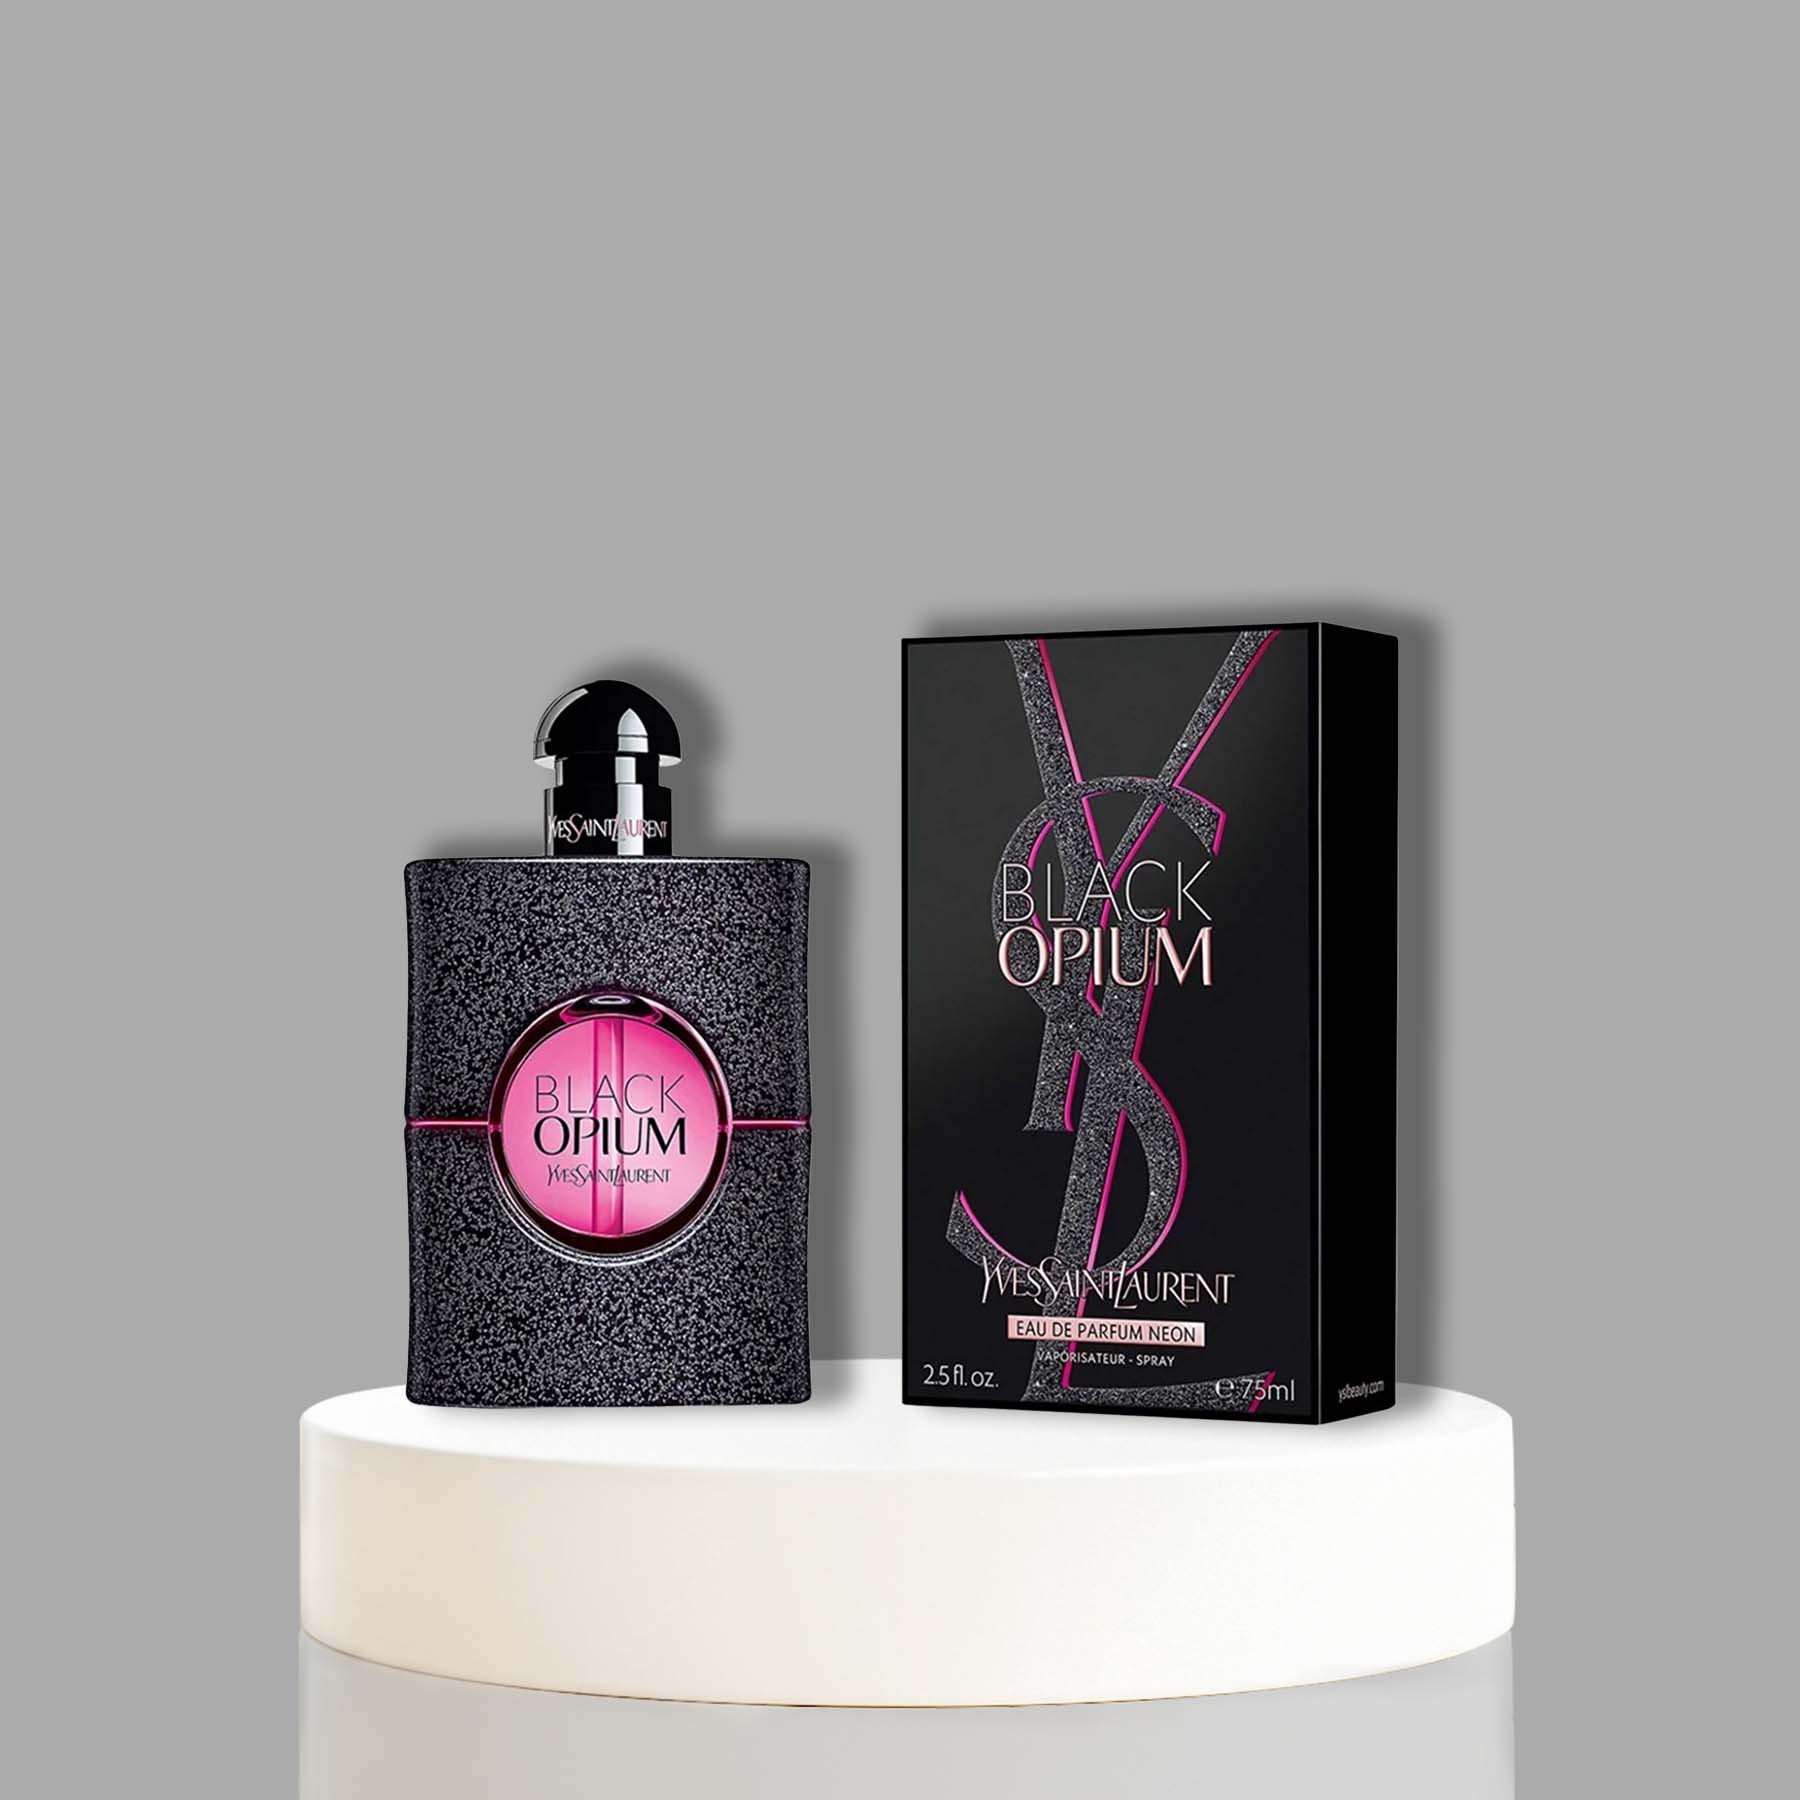 YVESSAINTLAURENT
BLACK
OPIUM
YVESSAINTLAURENT
BLACK
OPIUM
YVESSAINTLAURENT
EAU DE PARFUM NEON
VAPORISATEUR - SPRAY
2.5 fl. oz. ℮ 75ml
yslbeauty.com
YSL